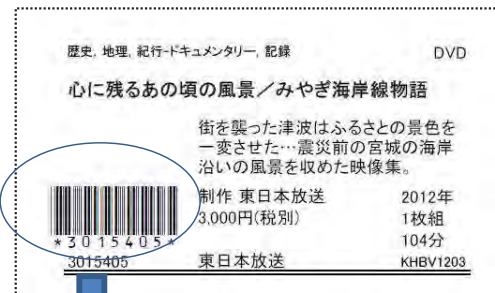 歴史, 地理, 紀行-ドキュメンタリー, 記録 DVD
心に残るあの頃の風景／みやぎ海岸線物語
街を襲った津波はふるさとの景色を
一変させた…震災前の宮城の海岸
沿いの風景を収めた映像集。
制作 東日本放送 2012年
3,000円(税別) 1枚組
*3015405* 104分
3015405 東日本放送 KHBV1203